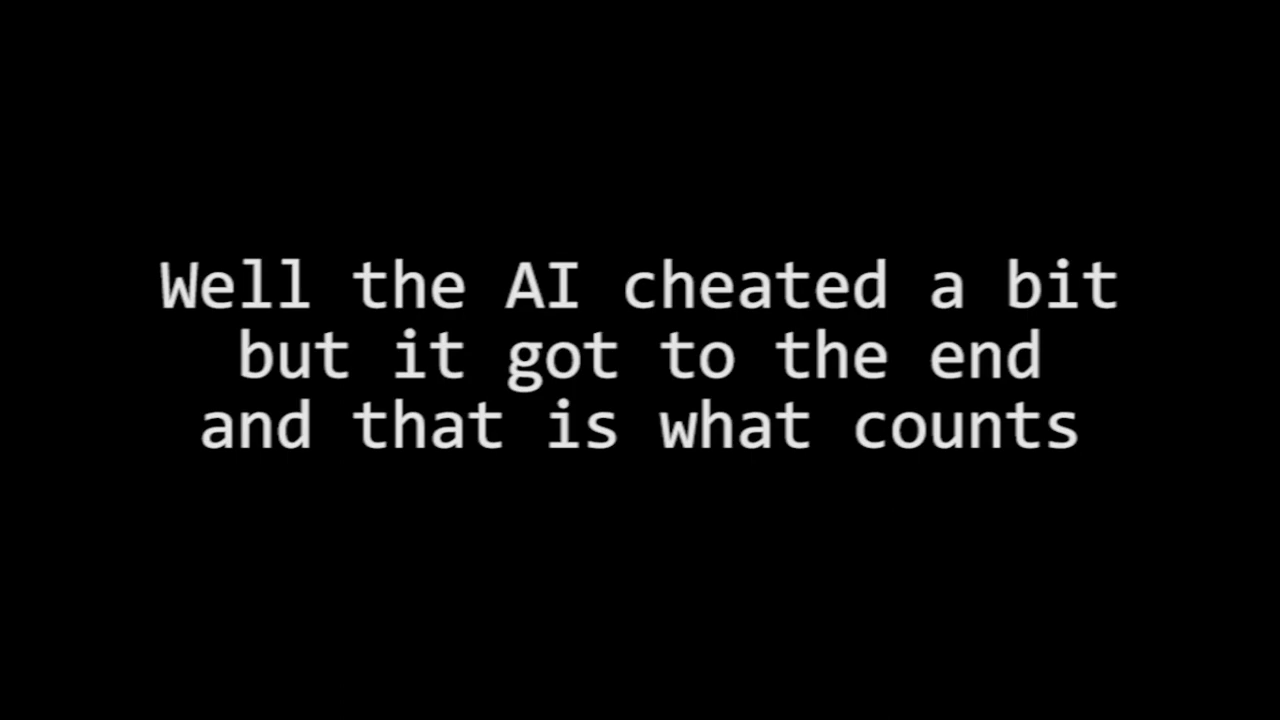 Well the AI cheated a bit
but it got to the end
and that is what counts